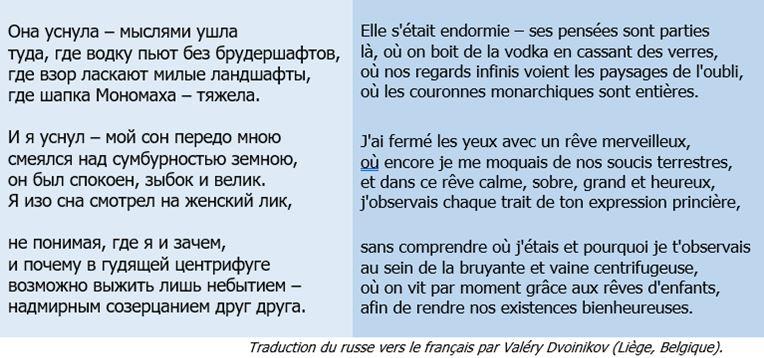 Она уснула – мыслями ушла
туда, где водку пьют без брудершафтов,
где взор ласкают милые ландшафты,
где шапка Мономаха – тяжела.
И я уснул – мой сон передо мною
смеялся над сумбурностью земною,
он был спокоен, зыбок и велик.
Я изо сна смотрел на женский лик,
не понимая, где я и зачем,
и почему в гудящей центрифуге
возможно выжить лишь небытием –
надмирным созерцанием друг друга.
Elle s'était endormie – ses pensées sont parties
là, où on boit de la vodka en cassant des verres,
où nos regards infinis voient les paysages de l'oubli,
où les couronnes monarchiques sont entières.
J'ai fermé les yeux avec un rêve merveilleux,
où encore je me moquais de nos soucis terrestres,
et dans ce rêve calme, sobre, grand et heureux,
j'observais chaque trait de ton expression princière,
sans comprendre où j'étais et pourquoi je t'observais
au sein de la bruyante et vaine centrifugeuse,
où on vit par moment grâce aux rêves d'enfants,
afin de rendre nos existences bienheureuses.
Traduction du russe vers le français par Valéry Dvoinikov (Liège, Belgique).